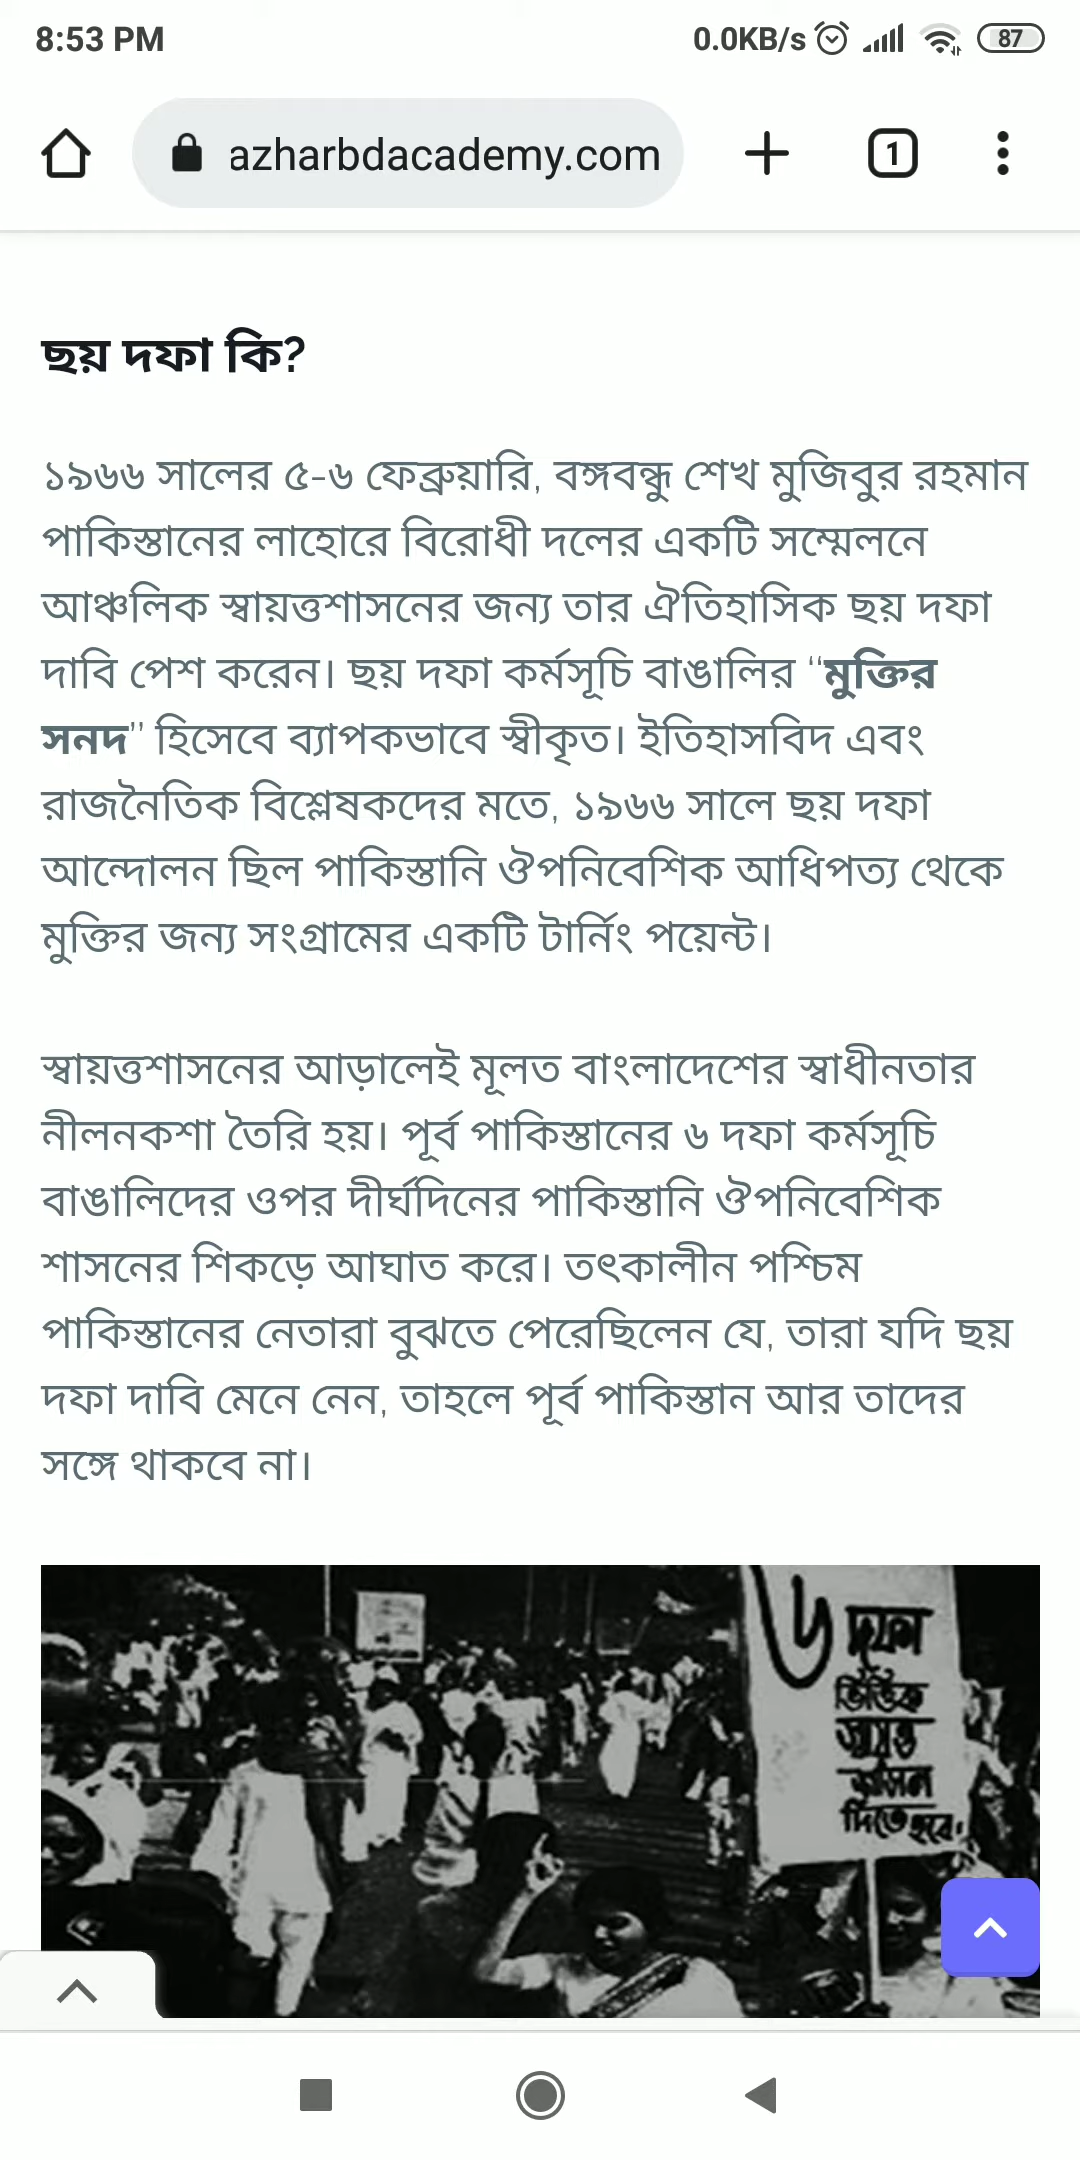 8:53 PM
0.0KB/s
87
azharbdacademy.com
1
ছয় দফা কি?
১৯৬৬ সালের ৫-৬ ফেব্রুয়ারি, বঙ্গবন্ধু শেখ মুজিবুর রহমান
পাকিস্তানের লাহোরে বিরোধী দলের একটি সম্মেলনে
আঞ্চলিক স্বায়ত্তশাসনের জন্য তার ঐতিহাসিক ছয় দফা
দাবি পেশ করেন। ছয় দফা কর্মসূচি বাঙালির ‘‘মুক্তির
সনদ’’ হিসেবে ব্যাপকভাবে স্বীকৃত। ইতিহাসবিদ এবং
রাজনৈতিক বিশ্লেষকদের মতে, ১৯৬৬ সালে ছয় দফা
আন্দোলন ছিল পাকিস্তানি ঔপনিবেশিক আধিপত্য থেকে
মুক্তির জন্য সংগ্রামের একটি টার্নিং পয়েন্ট।
স্বায়ত্তশাসনের আড়ালেই মূলত বাংলাদেশের স্বাধীনতার
নীলনকশা তৈরি হয়। পূর্ব পাকিস্তানের ৬ দফা কর্মসূচি
বাঙালিদের ওপর দীর্ঘদিনের পাকিস্তানি ঔপনিবেশিক
শাসনের শিকড়ে আঘাত করে। তৎকালীন পশ্চিম
পাকিস্তানের নেতারা বুঝতে পেরেছিলেন যে, তারা যদি ছয়
দফা দাবি মেনে নেন, তাহলে পূর্ব পাকিস্তান আর তাদের
সঙ্গে থাকবে না।
৬ দফা
ভিত্তিক
শাসন
দিতে হবে।